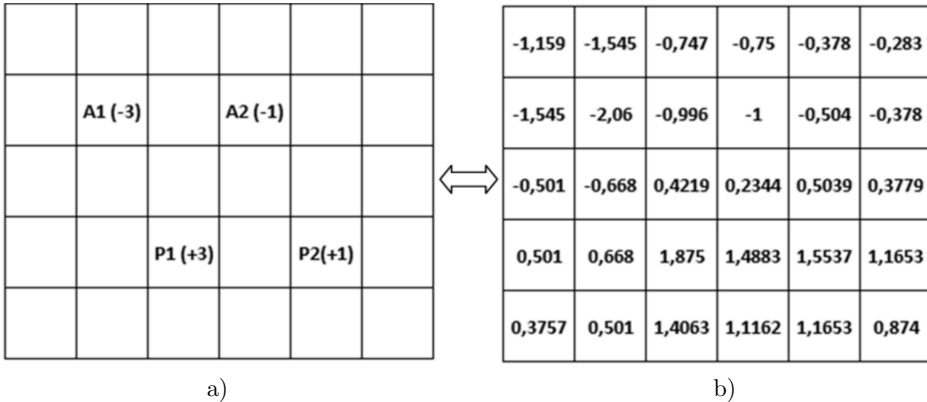 -1,159 -1,545 -0,747 -0,75 -0,378 -0,283
A1 (-3) A2 (-1)
-1,545 -2,06 -0,996 -1 -0,504 -0,378
-0,501 -0,668 0,4219 0,2344 0,5039 0,3779
P1 (+3) P2(+1)
0,501 0,668 1,875 1,4883 1,5537 1,1653
0,3757 0,501 1,4063 1,1162 1,1653 0,874
a) b)